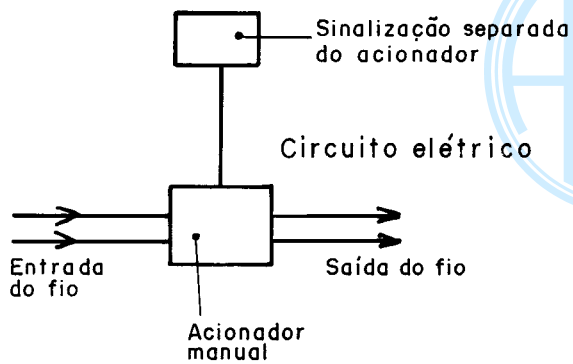 Sinalização separada
do acionador
Circuito elétrico
Entrada
do fio
Saída do fio
Acionador
manual